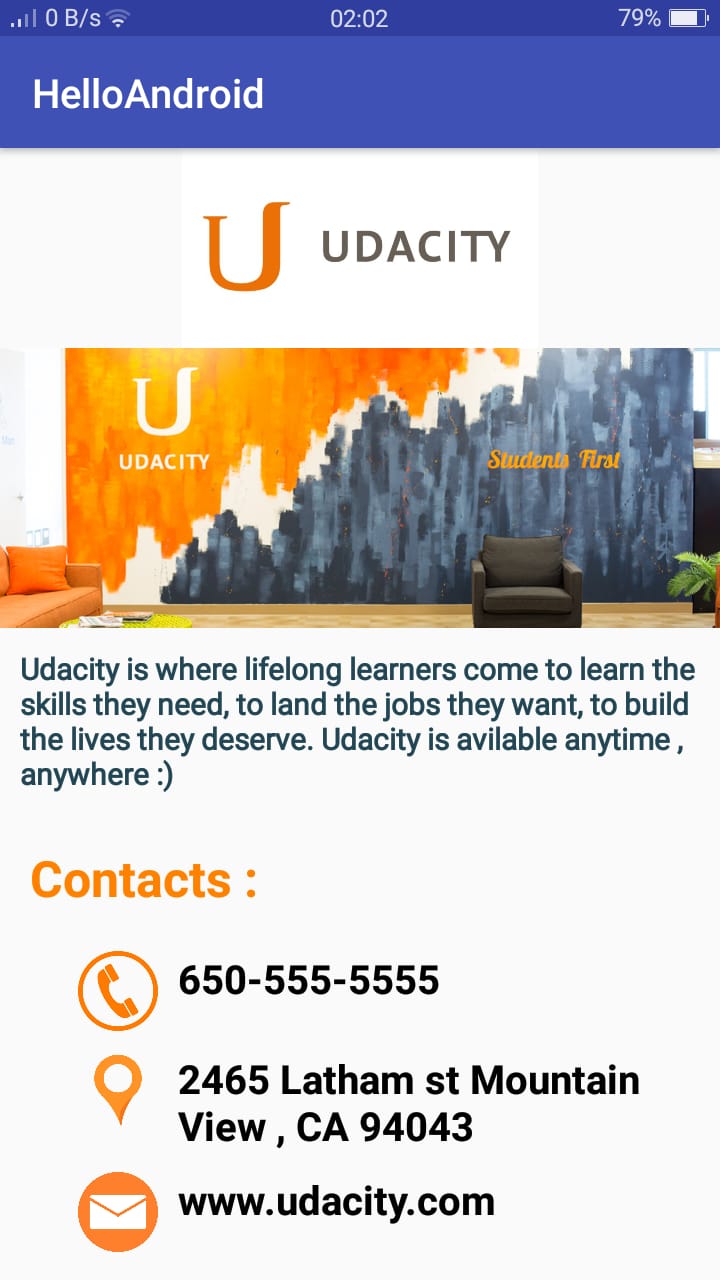 0 B/s 02:02 79%
HelloAndroid
UDACITY
UDACITY
Students First
Udacity is where lifelong learners come to learn the
skills they need, to land the jobs they want, to build
the lives they deserve. Udacity is avilable anytime ,
anywhere :)
Contacts :
650-555-5555
2465 Latham st Mountain
View , CA 94043
www.udacity.com